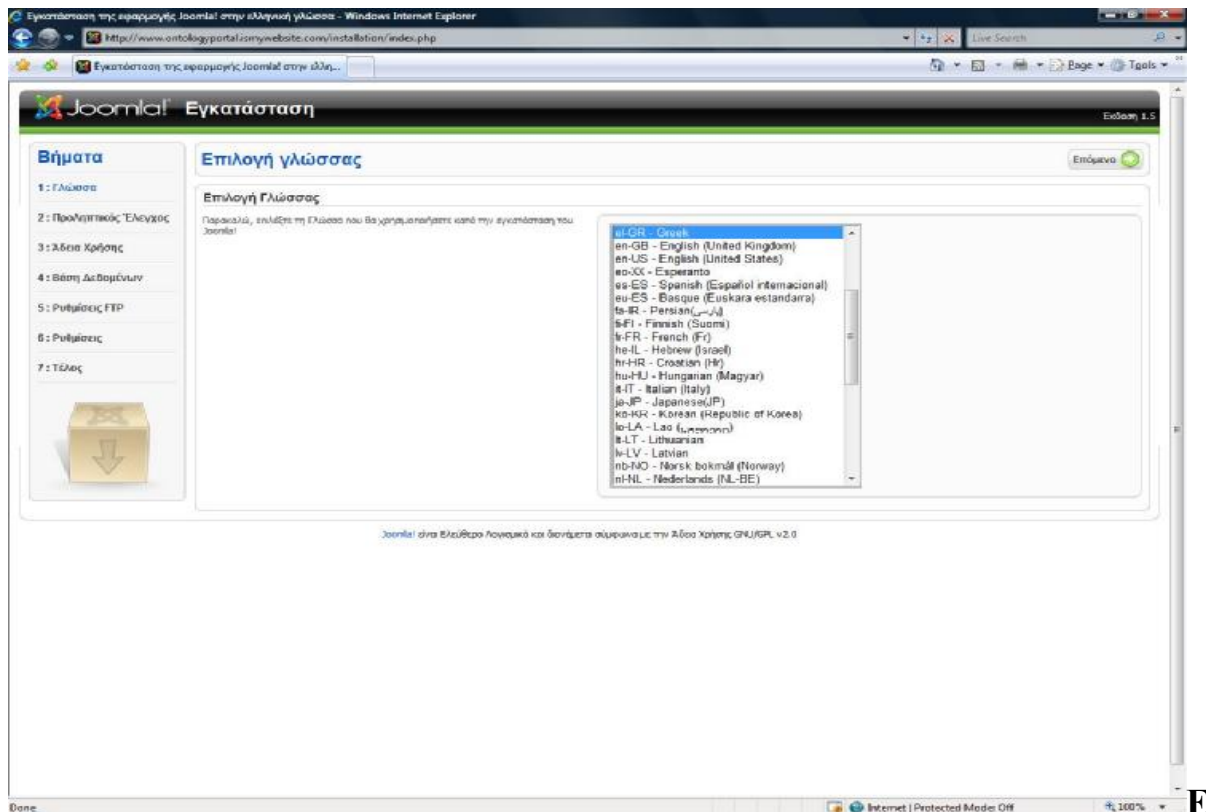 Εγκατάσταση της εφαρμογής Joomla! στην ελληνική γλώσσα - Windows Internet Explorer
http://www.ontologyportal.ismywebsite.com/installation/index.php
Live Search
Εγκατάσταση της εφαρμογής Joomla! στην ελλη...
Page
Tools
Joomla! Εγκατάσταση
Έκδοση 1.5
Βήματα
Επιλογή γλώσσας
Επόμενο
1 : Γλώσσα
2 : Προληπτικός Έλεγχος
3 : Άδεια Χρήσης
4 : Βάση Δεδομένων
5 : Ρυθμίσεις FTP
6 : Ρυθμίσεις
7 : Τέλος
Επιλογή Γλώσσας
Παρακαλώ, επιλέξτε τη Γλώσσα που θα χρησιμοποιήσετε κατά την εγκατάσταση του
Joomla!
el-GR - Greek
en-GB - English (United Kingdom)
en-US - English (United States)
eo-XX - Esperanto
es-ES - Spanish (Español internacional)
eu-ES - Basque (Euskara estandarra)
fa-IR - Persian(پارسی)
fi-FI - Finnish (Suomi)
fr-FR - French (Fr)
he-IL - Hebrew (Israel)
hr-HR - Croatian (Hr)
hu-HU - Hungarian (Magyar)
it-IT - Italian (Italy)
ja-JP - Japanese(JP)
ko-KR - Korean (Republic of Korea)
lo-LA - Lao
lt-LT - Lithuanian
lv-LV - Latvian
nb-NO - Norsk bokmål (Norway)
nl-NL - Nederlands (NL-BE)
Joomla! είναι Ελεύθερο Λογισμικό και διανέμεται σύμφωνα με την Άδεια Χρήσης GNU/GPL v2.0
Done
Internet | Protected Mode: Off
100%